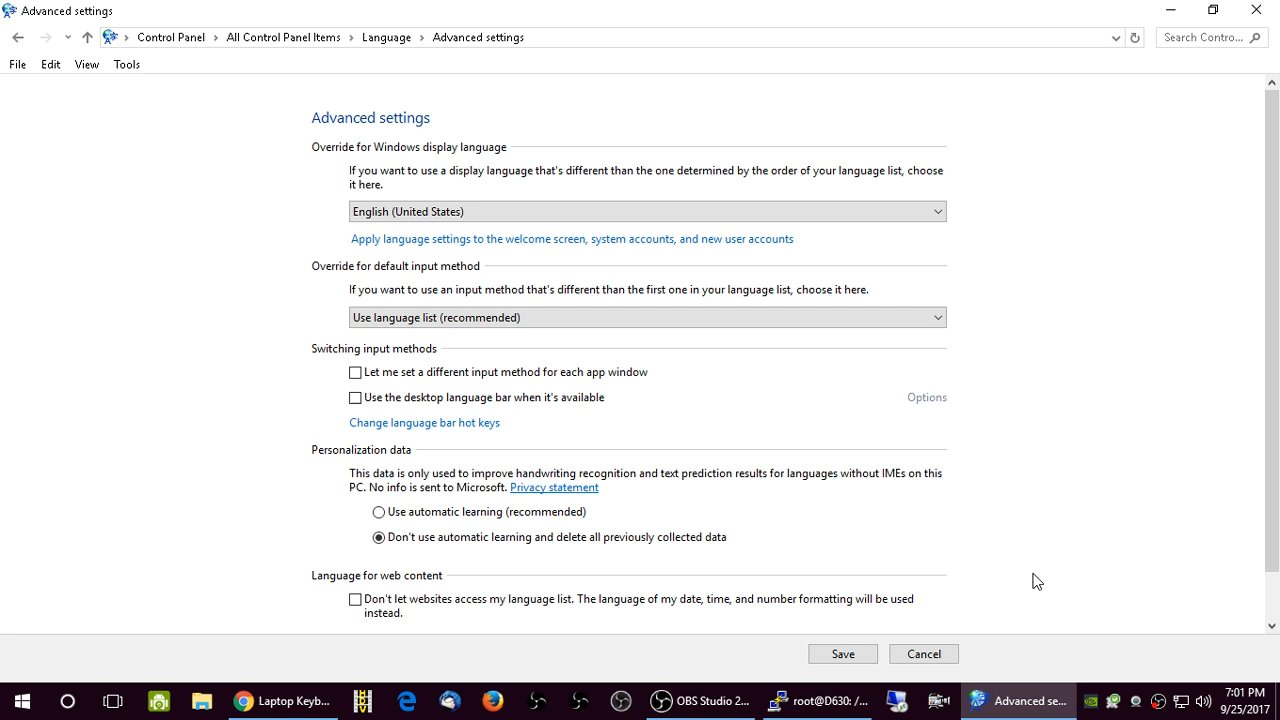 Advanced settings
Control Panel > All Control Panel Items > Language > Advanced settings
Search Contro...
File Edit View Tools
Advanced settings
Override for Windows display language
If you want to use a display language that's different than the one determined by the order of your language list, choose
it here.
English (United States)
Apply language settings to the welcome screen, system accounts, and new user accounts
Override for default input method
If you want to use an input method that's different than the first one in your language list, choose it here.
Use language list (recommended)
Switching input methods
Let me set a different input method for each app window
Use the desktop language bar when it's available
Options
Change language bar hot keys
Personalization data
This data is only used to improve handwriting recognition and text prediction results for languages without IMEs on this
PC. No info is sent to Microsoft. Privacy statement
Use automatic learning (recommended)
Don't use automatic learning and delete all previously collected data
Language for web content
Don't let websites access my language list. The language of my date, time, and number formatting will be used
instead.
Save Cancel
Laptop Keyb...
OBS Studio 2...
root@D630: /...
Advanced se...
7:01 PM
9/25/2017